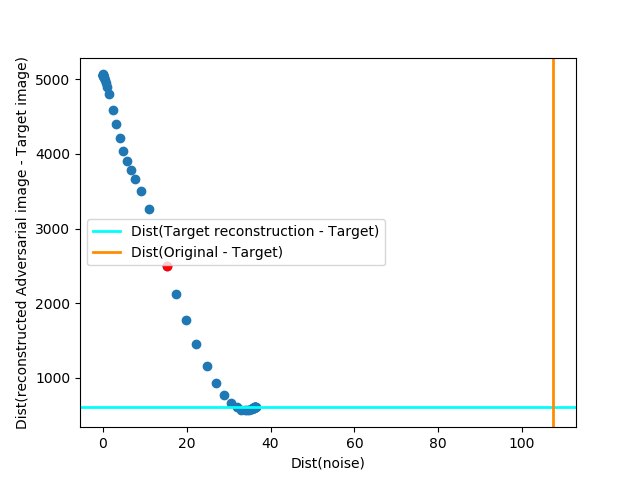 Dist(reconstructed Adversarial image - Target image)
5000
4000
3000
2000
1000
Dist(Target reconstruction - Target)
Dist(Original - Target)
0
20
40
60
80
100
Dist(noise)